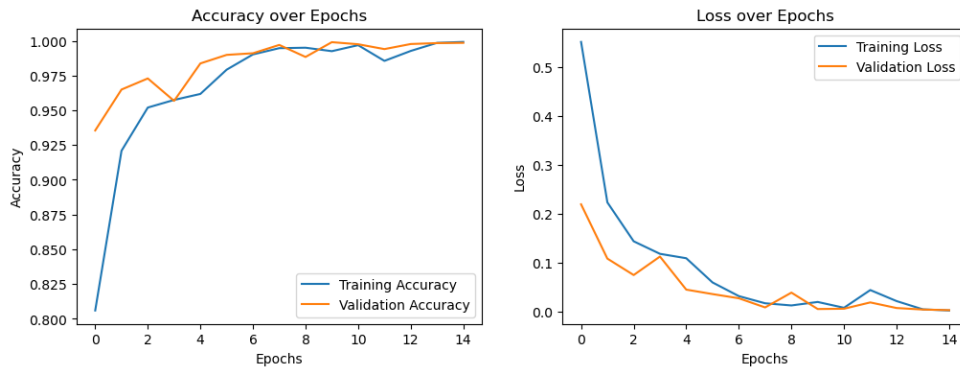 Accuracy over Epochs
1.000
0.975
0.950
0.925
0.900
0.875
0.850
0.825
0.800
Accuracy
Training Accuracy
Validation Accuracy
0 2 4 6 8 10 12 14
Epochs
Loss over Epochs
Training Loss
Validation Loss
0.5
0.4
0.3
0.2
0.1
0.0
Loss
0 2 4 6 8 10 12 14
Epochs